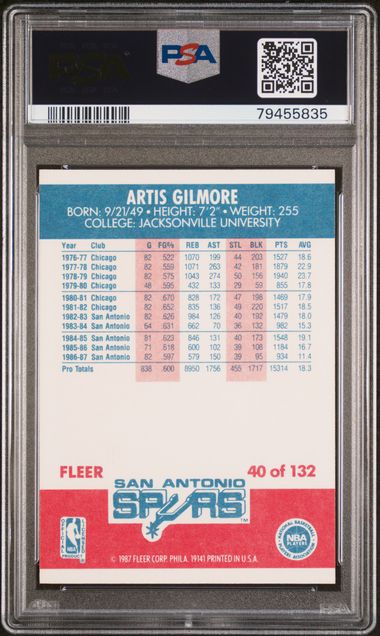 PSA
PSA
79455835
ARTIS GILMORE
BORN: 9/21/49 • HEIGHT: 7'2" • WEIGHT: 255
COLLEGE: JACKSONVILLE UNIVERSITY
Year Club G FG% REB AST STL BLK PTS AVG
1976-77 Chicago 82 .522 1070 199 44 203 1527 18.6
1977-78 Chicago 82 .559 1071 263 42 181 1879 22.9
1978-79 Chicago 82 .575 1043 274 50 156 1940 23.7
1979-80 Chicago 48 .595 432 133 29 59 855 17.8
1980-81 Chicago 82 .670 828 172 47 198 1469 17.9
1981-82 Chicago 82 .652 835 136 49 220 1517 18.5
1982-83 San Antonio 82 .626 984 126 40 192 1479 18.0
1983-84 San Antonio 64 .631 662 70 36 132 982 15.3
1984-85 San Antonio 81 .623 846 131 40 173 1548 19.1
1985-86 San Antonio 71 .618 600 102 39 108 1184 16.7
1986-87 San Antonio 82 .597 579 150 39 95 934 11.4
Pro Totals 838 .600 8950 1756 455 1717 15314 18.3
FLEER 40 of 132
SAN ANTONIO
SPURS
TM
NBA
OFFICIAL LICENSED PRODUCT
NATIONAL BASKETBALL
NBA
PLAYERS
PLAYERS ASSOCIATION
© 1987 FLEER CORP. PHILA. 19141 PRINTED IN U.S.A.